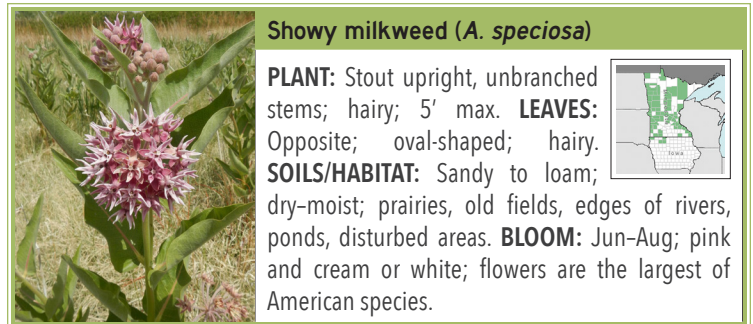 Showy milkweed (A. speciosa)
PLANT: Stout upright, unbranched
stems; hairy; 5′ max. LEAVES:
Opposite; oval-shaped; hairy.
SOILS/HABITAT: Sandy to loam;
dry–moist; prairies, old fields, edges of rivers,
ponds, disturbed areas. BLOOM: Jun–Aug; pink
and cream or white; flowers are the largest of
American species.
Iowa